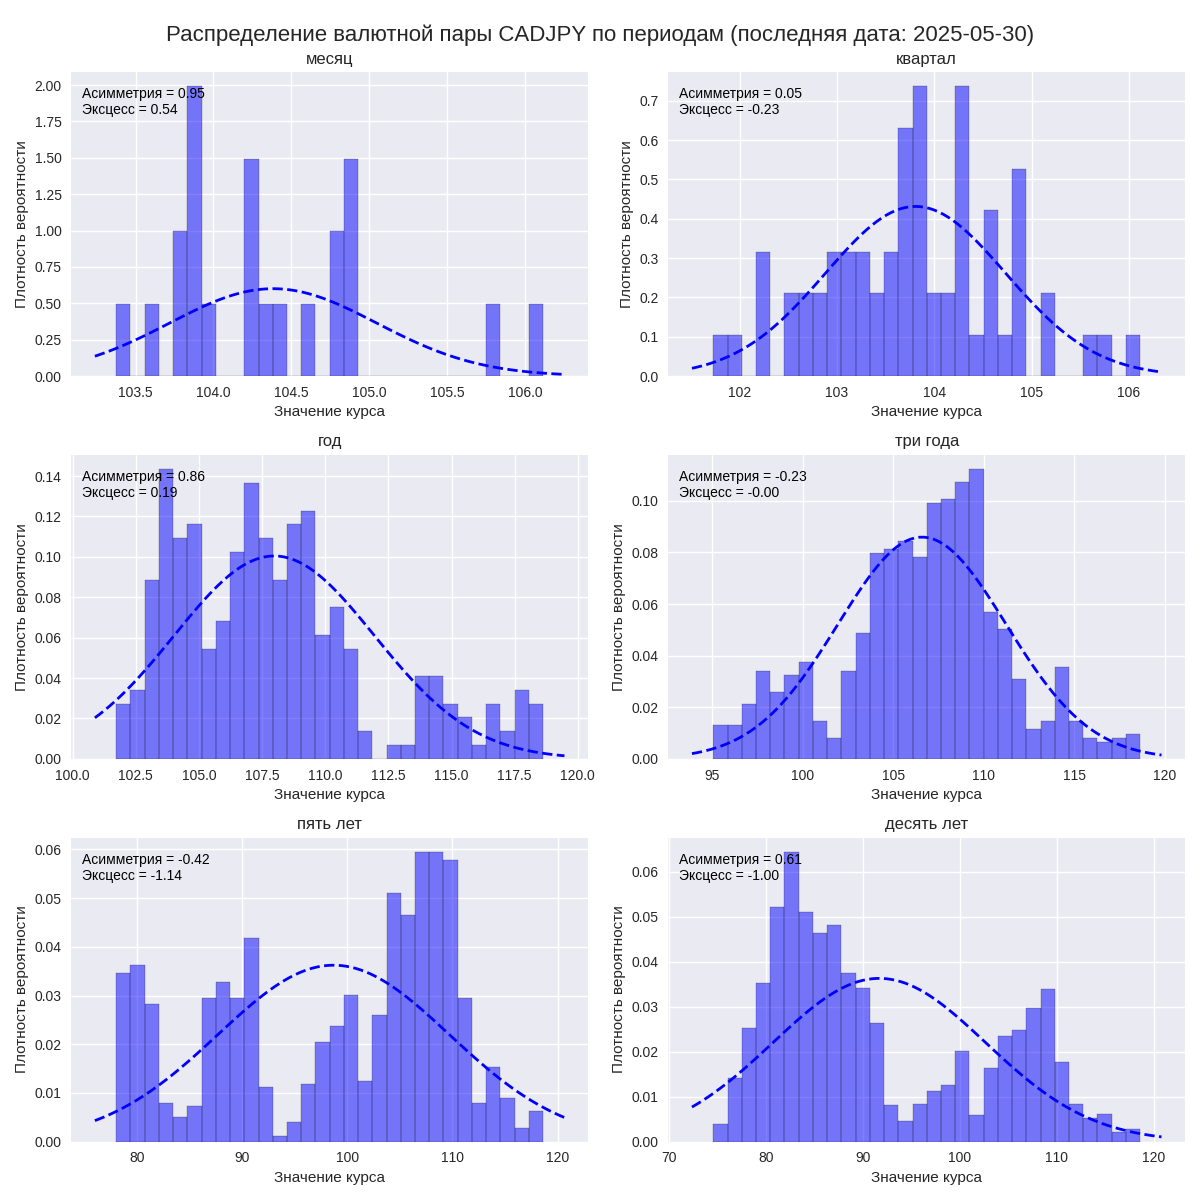 Распределение валютной пары CADJPY по периодам (последняя дата: 2025-05-30)
месяц
Асимметрия = 0.95
Эксцесс = 0.54
Плотность вероятности
2.00
1.75
1.50
1.25
1.00
0.75
0.50
0.25
0.00
103.5 104.0 104.5 105.0 105.5 106.0
Значение курса
квартал
Асимметрия = 0.05
Эксцесс = -0.23
Плотность вероятности
0.7
0.6
0.5
0.4
0.3
0.2
0.1
0.0
102 103 104 105 106
Значение курса
год
Асимметрия = 0.86
Эксцесс = 0.19
Плотность вероятности
0.14
0.12
0.10
0.08
0.06
0.04
0.02
0.00
100.0 102.5 105.0 107.5 110.0 112.5 115.0 117.5 120.0
Значение курса
три года
Асимметрия = -0.23
Эксцесс = -0.00
Плотность вероятности
0.10
0.08
0.06
0.04
0.02
0.00
95 100 105 110 115 120
Значение курса
пять лет
Асимметрия = -0.42
Эксцесс = -1.14
Плотность вероятности
0.06
0.05
0.04
0.03
0.02
0.01
0.00
80 90 100 110 120
Значение курса
десять лет
Асимметрия = 0.61
Эксцесс = -1.00
Плотность вероятности
0.06
0.05
0.04
0.03
0.02
0.01
0.00
70 80 90 100 110 120
Значение курса